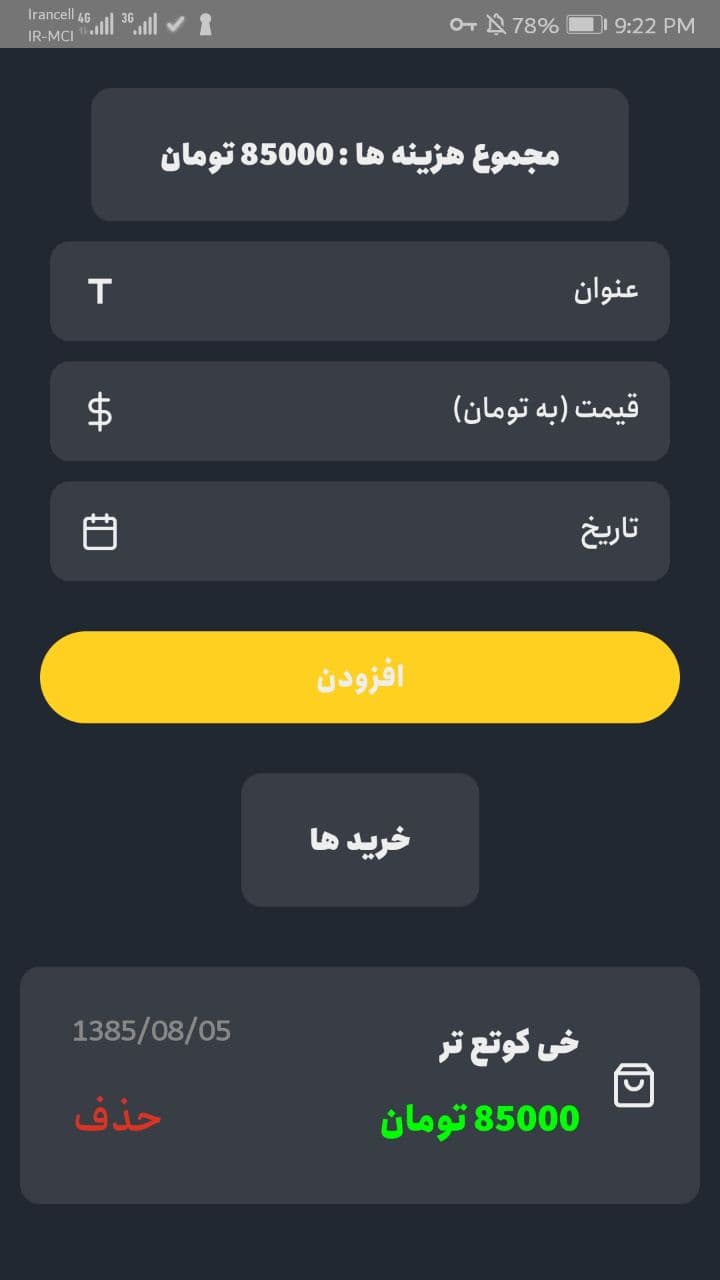 Irancell 4G 3G 78% 9:22 PM
IR-MCI
مجموع هزینه ها : 85000 تومان
عنوان
T
قیمت (به تومان)
$
تاریخ
افزودن
خرید ها
خی کوتع تر
1385/08/05
85000 تومان
حذف